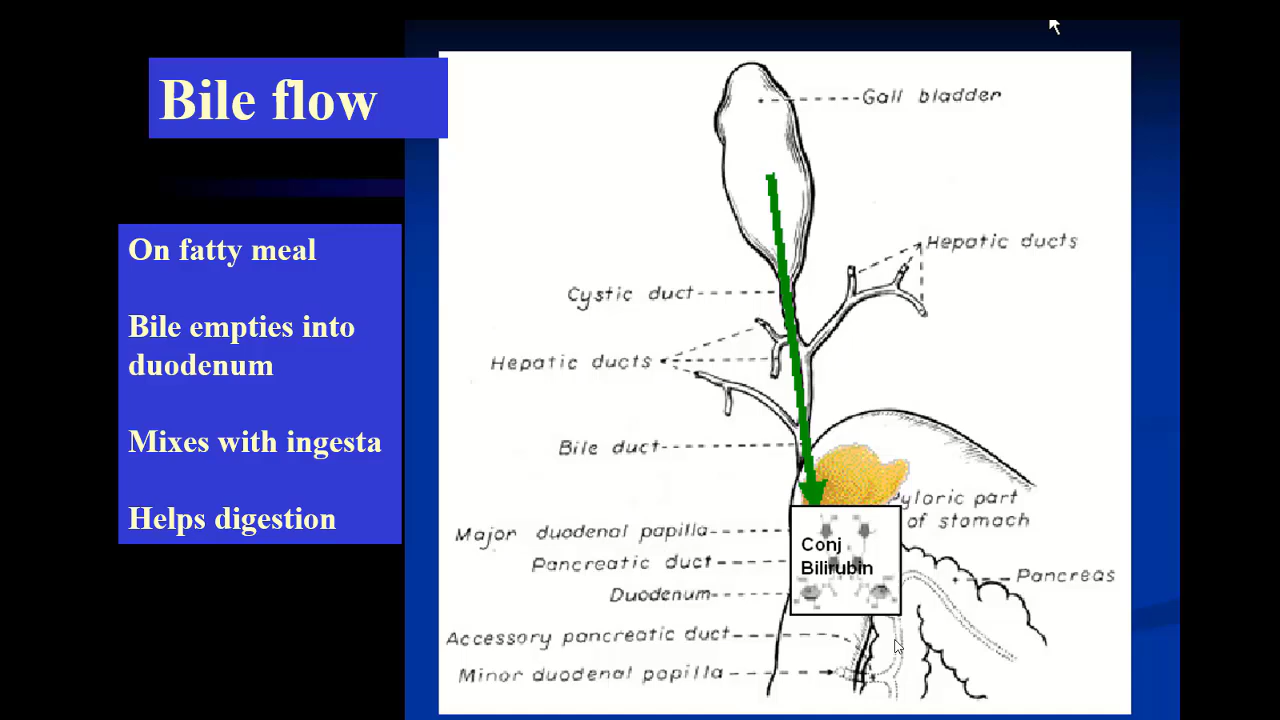 Bile flow
On fatty meal
Bile empties into
duodenum
Mixes with ingesta
Helps digestion
Gall bladder
Hepatic ducts
Cystic duct
Hepatic ducts
Bile duct
Pyloric part
of stomach
Major duodenal papilla
Conj
Bilirubin
Pancreatic duct
Pancreas
Duodenum
Accessory pancreatic duct
Minor duodenal papilla